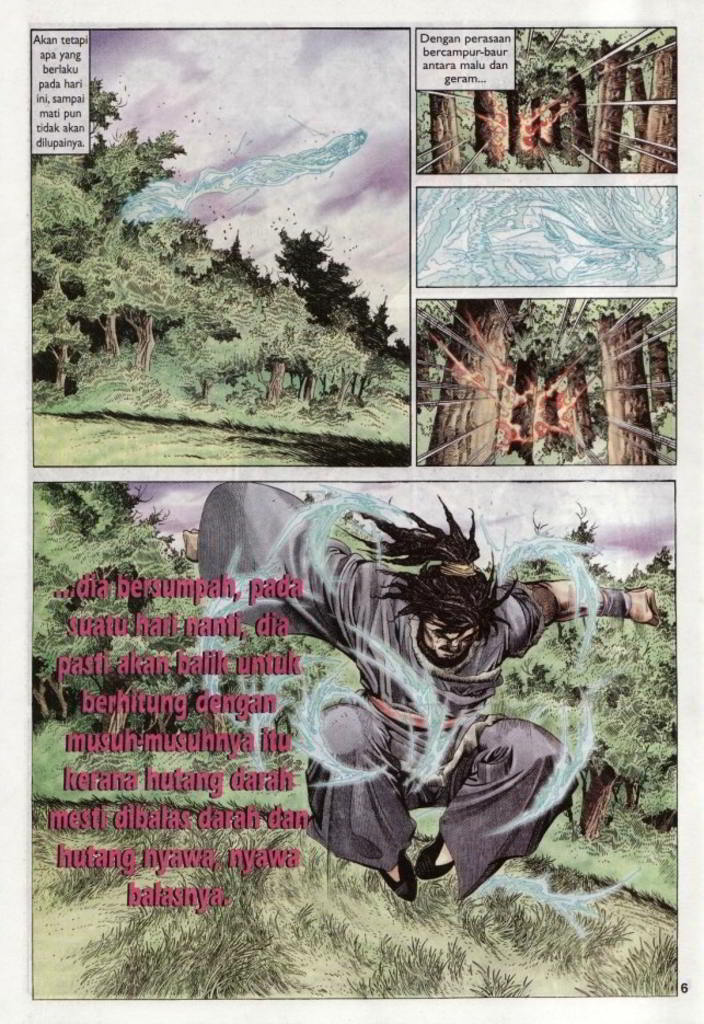 Akan tetapi
apa yang
berlaku
pada hari
ini, sampai
mati pun
tidak akan
dilupainya.
Dengan perasaan
bercampur-baur
antara malu dan
geram...
...dia bersumpah, pada
suatu hari nanti, dia
pasti akan balik untuk
berhitung dengan
musuh-musuhnya itu
kerana hutang darah
mesti dibalas darah dan
hutang nyawa, nyawa
balasnya.
6